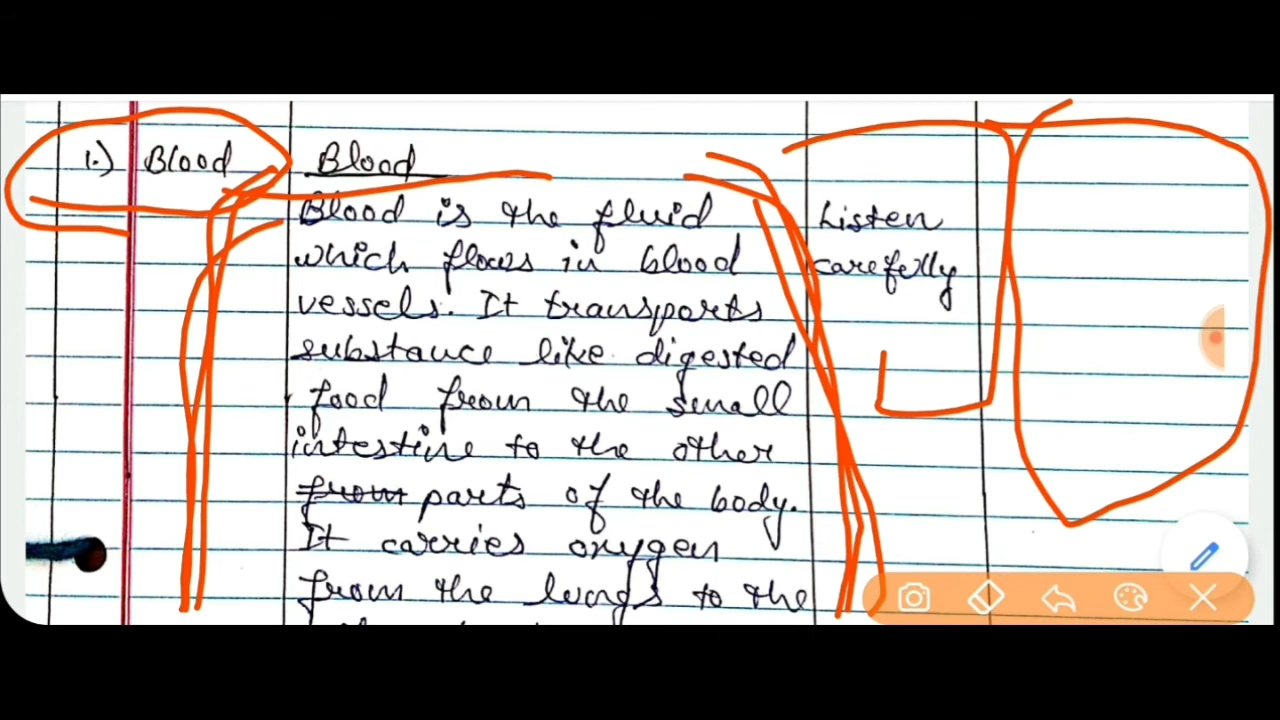 1.) Blood
Blood
Blood is the fluid
which flows in blood
vessels. It transports
substance like digested
food from the small
intestine to the other
from parts of the body.
It carries oxygen
from the lungs to the
Listen
carefully